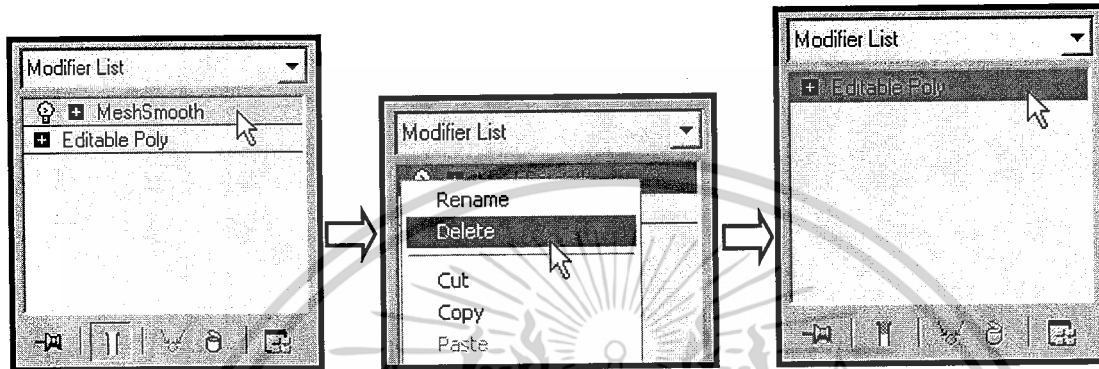 Modifier List
MeshSmooth
Editable Poly
Modifier List
Rename
Delete
Cut
Copy
Paste
Modifier List
Editable Poly